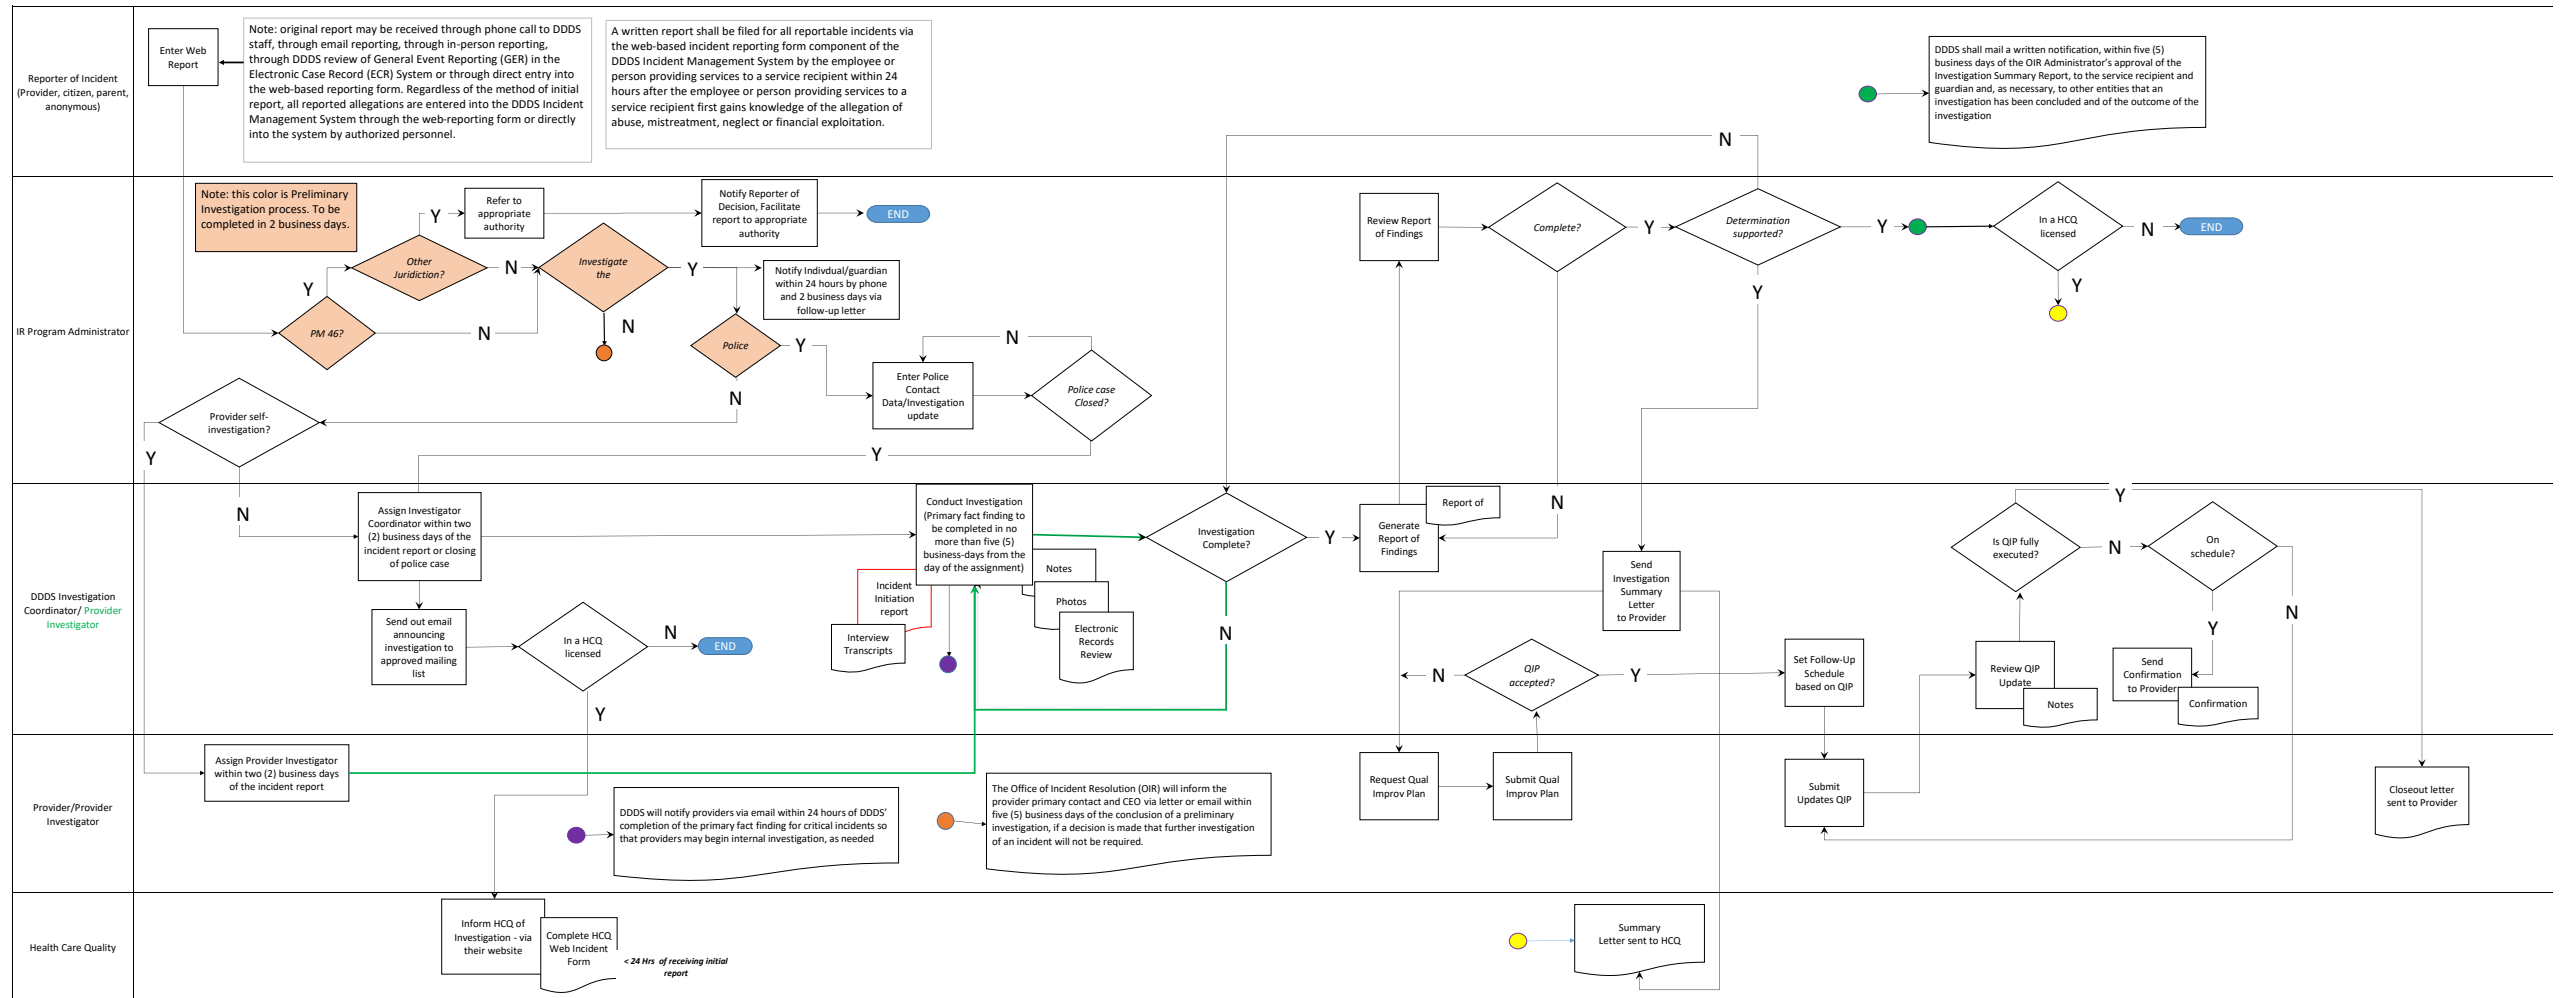 Reporter of Incident
(Provider, citizen, parent,
anonymous)
Enter Web
Report
Note: original report may be received through phone call to DDDS
staff, through email reporting, through in-person reporting,
through DDDS review of General Event Reporting (GER) in the
Electronic Case Record (ECR) System or through direct entry into
the web-based reporting form. Regardless of the method of initial
report, all reported allegations are entered into the DDDS Incident
Management System through the web-reporting form or directly
into the system by authorized personnel.
A written report shall be filed for all reportable incidents via
the web-based incident reporting form component of the
DDDS Incident Management System by the employee or
person providing services to a service recipient within 24
hours after the employee or person providing services to a
service recipient first gains knowledge of the allegation of
abuse, mistreatment, neglect or financial exploitation.
N
DDDS shall mail a written notification, within five (5)
business days of the OIR Administrator's approval of the
Investigation Summary Report, to the service recipient and
guardian and, as necessary, to other entities that an
investigation has been concluded and of the outcome of the
investigation
IR Program Administrator
Note: this color is Preliminary
Investigation process. To be
completed in 2 business days.
Y
Refer to
appropriate
authority
Notify Reporter of
Decision, Facilitate
report to appropriate
authority
END
Other
Juridiction?
N
Investigate
the
Y
Notify Indivdual/guardian
within 24 hours by phone
and 2 business days via
follow-up letter
Y
PM 46?
N
N
Police
Y
N
Enter Police
Contact
Data/Investigation
update
N
Police case
Closed?
Y
Provider self-
investigation?
Y
N
Review Report
of Findings
Complete?
Y
N
Determination
supported?
Y
Y
In a HCQ
licensed
N
END
Y
DDDS Investigation
Coordinator/ Provider
Investigator
Assign Investigator
Coordinator within two
(2) business days of the
incident report or closing
of police case
Send out email
announcing
investigation to
approved mailing
list
In a HCQ
licensed
N
END
Y
Conduct Investigation
(Primary fact finding to
be completed in no
more than five (5)
business-days from the
day of the assignment)
Incident
Initiation
report
Interview
Transcripts
Notes
Photos
Electronic
Records
Review
Investigation
Complete?
Y
N
Generate
Report of
Findings
Report of
Send
Investigation
Summary
Letter
to Provider
N
QIP
accepted?
Y
Set Follow-Up
Schedule
based on QIP
Y
Is QIP fully
executed?
N
On
schedule?
N
Y
Review QIP
Update
Notes
Send
Confirmation
to Provider
Confirmation
Provider/Provider
Investigator
Assign Provider Investigator
within two (2) business days
of the incident report
DDDS will notify providers via email within 24 hours of DDDS'
completion of the primary fact finding for critical incidents so
that providers may begin internal investigation, as needed
The Office of Incident Resolution (OIR) will inform the
provider primary contact and CEO via letter or email within
five (5) business days of the conclusion of a preliminary
investigation, if a decision is made that further investigation
of an incident will not be required.
Request Qual
Improv Plan
Submit Qual
Improv Plan
Submit
Updates QIP
Closeout letter
sent to Provider
Health Care Quality
Inform HCQ of
Investigation - via
their website
Complete HCQ
Web Incident
Form
< 24 Hrs of receiving initial
report
Summary
Letter sent to HCQ